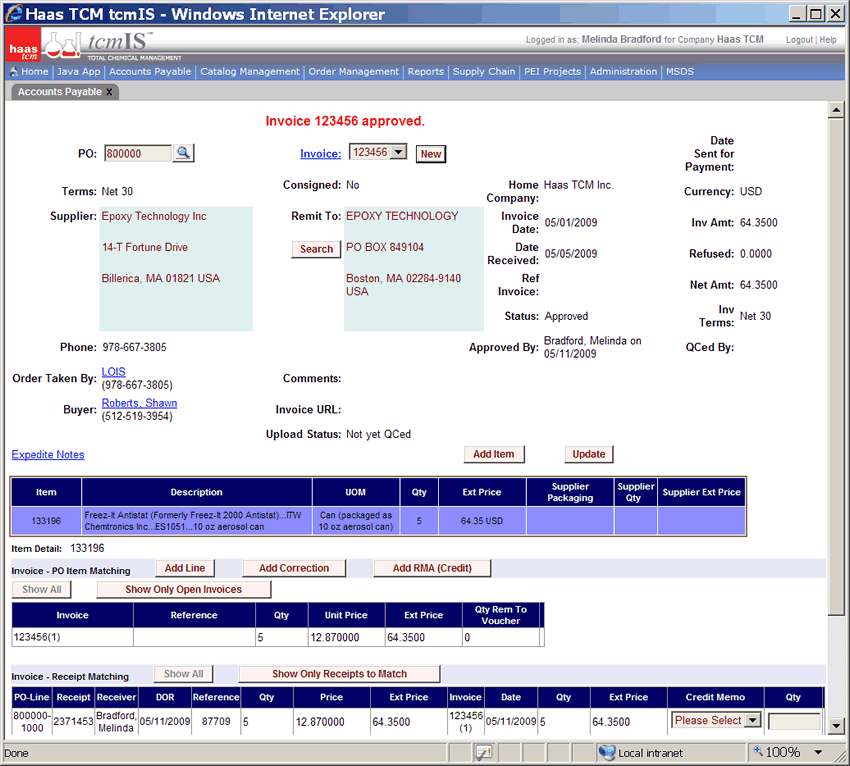 Haas TCM tcmIS - Windows Internet Explorer
haas tcm
tcmIS™
TOTAL CHEMICAL MANAGEMENT
Logged in as: Melinda Bradford for Company Haas TCM Logout | Help
Home | Java App | Accounts Payable | Catalog Management | Order Management | Reports | Supply Chain | PEI Projects | Administration | MSDS
Accounts Payable x
Invoice 123456 approved.
PO: 800000 Invoice: 123456 New Date Sent for Payment:
Terms: Net 30 Consigned: No Home Company: Haas TCM Inc. Currency: USD
Supplier: Epoxy Technology Inc Remit To: EPOXY TECHNOLOGY Invoice Date: 05/01/2009 Inv Amt: 64.3500
14-T Fortune Drive Search PO BOX 849104 Date Received: 05/05/2009 Refused: 0.0000
Billerica, MA 01821 USA Boston, MA 02284-9140 USA Ref Invoice: Net Amt: 64.3500
Status: Approved Inv Terms: Net 30
Phone: 978-667-3805 Approved By: Bradford, Melinda on 05/11/2009 QCed By:
Order Taken By: LOIS (978-667-3805) Comments:
Buyer: Roberts, Shawn (512-519-3954) Invoice URL:
Upload Status: Not yet QCed
Expedite Notes Add Item Update
Item Description UOM Qty Ext Price Supplier Packaging Supplier Qty Supplier Ext Price
133196 Freez-It Antistat (Formerly Freez-It 2000 Antistat)...ITW Chemtronics Inc...ES1051...10 oz aerosol can Can (packaged as 10 oz aerosol can) 5 64.35 USD
Item Detail: 133196
Invoice - PO Item Matching Add Line Add Correction Add RMA (Credit)
Show All Show Only Open Invoices
Invoice Reference Qty Unit Price Ext Price Qty Rem To Voucher
123456(1) 5 12.870000 64.3500 0
Invoice - Receipt Matching Show All Show Only Receipts to Match
PO-Line Receipt Receiver DOR Reference Qty Price Ext Price Invoice Date Qty Ext Price Credit Memo Qty
800000-1000 2371453 Bradford, Melinda 05/11/2009 87709 5 12.870000 64.3500 123456 (1) 05/11/2009 5 64.3500 Please Select
Done Local intranet 100%